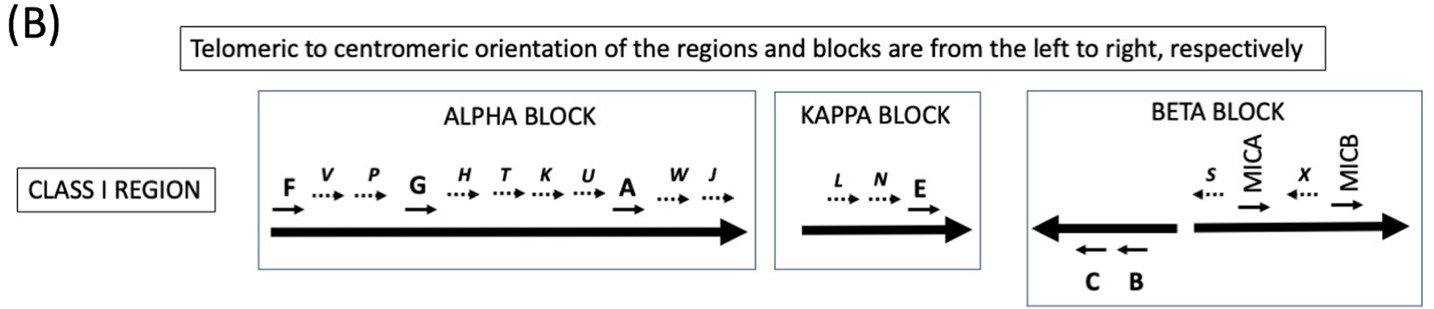 (B)
Telomeric to centromeric orientation of the regions and blocks are from the left to right, respectively
CLASS I REGION
ALPHA BLOCK
F V P G H T K U A W J
KAPPA BLOCK
L N E
BETA BLOCK
S MICA X MICB
C B